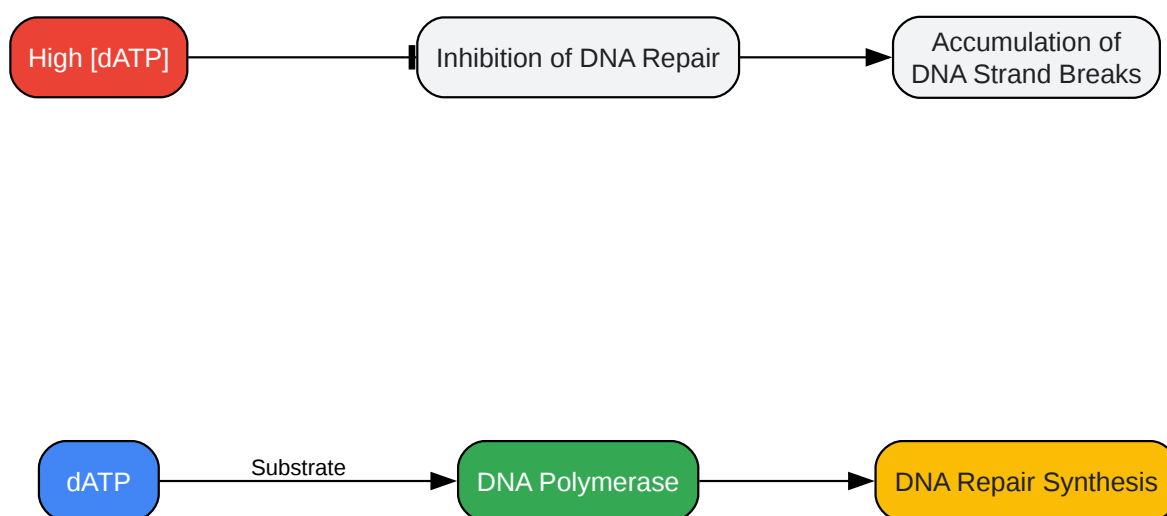 High [dATP]
Inhibition of DNA Repair
Accumulation of
DNA Strand Breaks
dATP
Substrate
DNA Polymerase
DNA Repair Synthesis